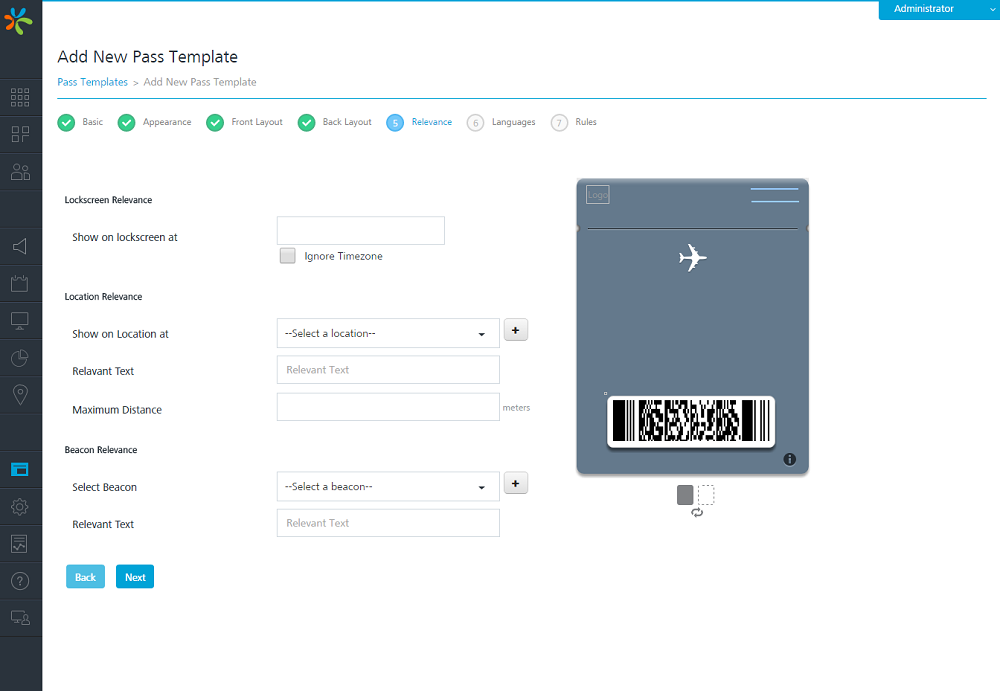 Administrator
Add New Pass Template
Pass Templates > Add New Pass Template
Basic
Appearance
Front Layout
Back Layout
5 Relevance
6 Languages
7 Rules
Lockscreen Relevance
Show on lockscreen at
Ignore Timezone
Location Relevance
Show on Location at
--Select a location--
+
Relavant Text
Relevant Text
Maximum Distance
meters
Beacon Relevance
Select Beacon
--Select a beacon--
+
Relevant Text
Relevant Text
Back
Next
Logo